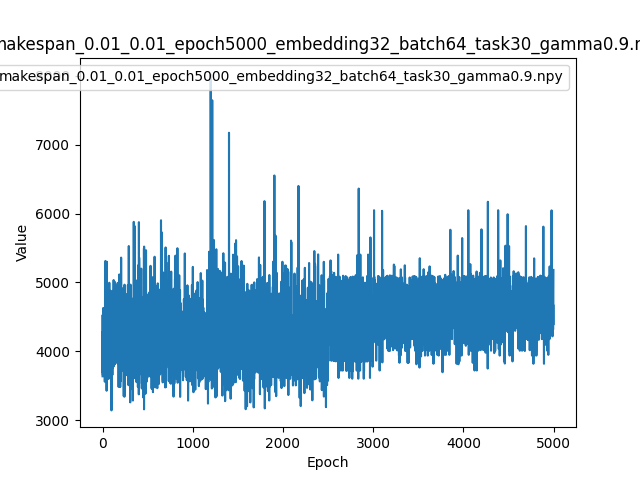 makespan_0.01_0.01_epoch5000_embedding32_batch64_task30_gamma0.9.n
makespan_0.01_0.01_epoch5000_embedding32_batch64_task30_gamma0.9.npy
7000
6000
5000
4000
3000
Value
0 1000 2000 3000 4000 5000
Epoch